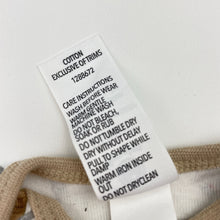 COTTON
EXCLUSIVE OF TRIMS
1288672
CARE INSTRUCTIONS
WASH BEFORE WEAR
WARM GENTLE
MACHINE WASH
DO NOT BLEACH,
SOAK OR RUB
DO NOT TUMBLE DRY
DRY WITHOUT DELAY
PULL TO SHAPE WHILE
DAMP
WARM IRON INSIDE
OUT
DO NOT DRYCLEAN